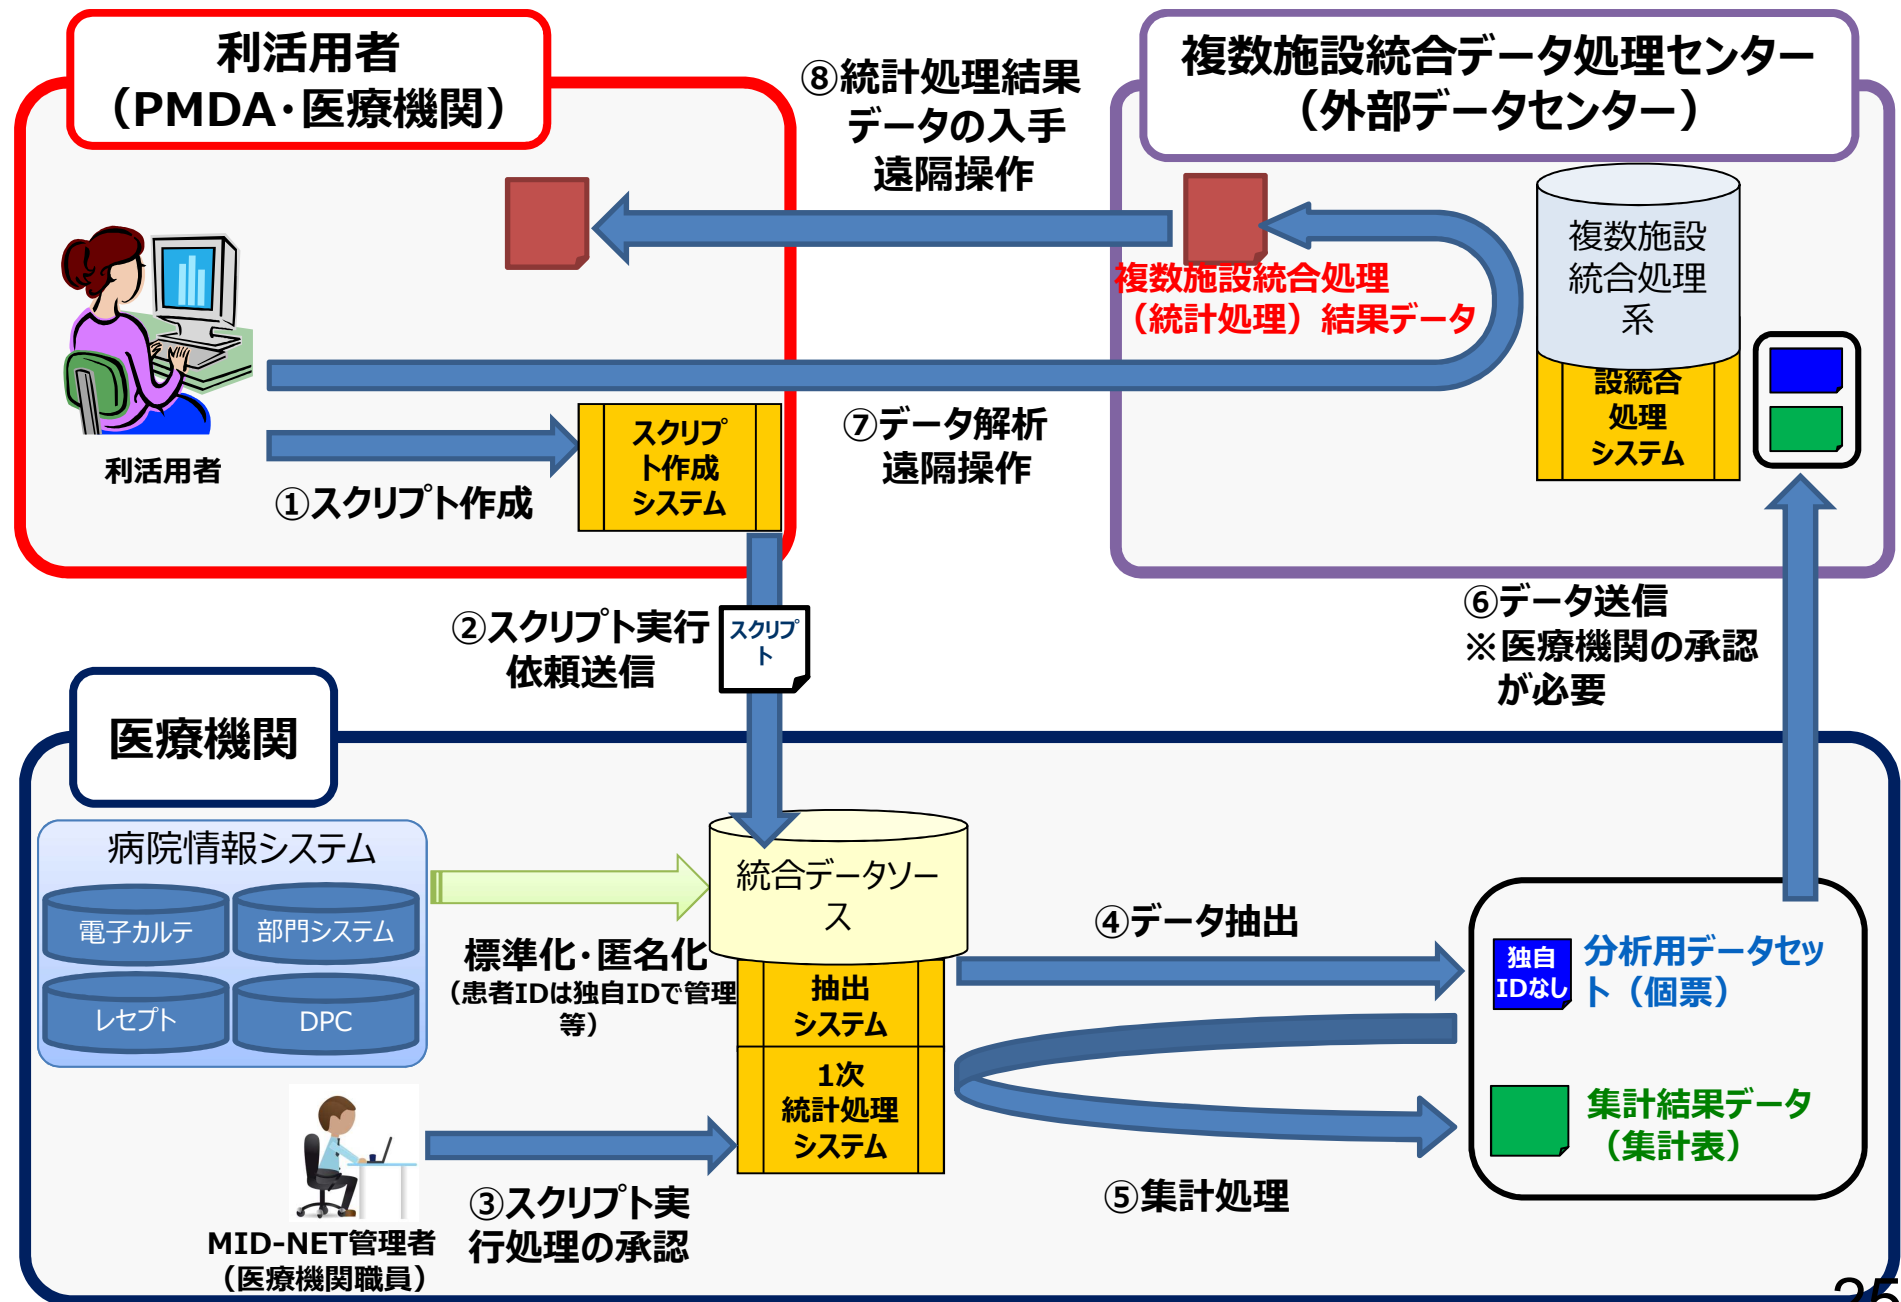 利活用者
（PMDA・医療機関）
複数施設統合データ処理センター
（外部データセンター）
⑧統計処理結果
データの入手
遠隔操作
複数施設統合処理
（統計処理）結果データ
複数施設
統合処理
系
設統合
処理
システム
利活用者
①スクリプト作成
スクリプ
ト作成
システム
⑦データ解析
遠隔操作
②スクリプト実行
依頼送信
スクリプ
ト
⑥データ送信
※医療機関の承認
が必要
医療機関
病院情報システム
電子カルテ
部門システム
レセプト
DPC
標準化・匿名化
（患者IDは独自IDで管理
等）
統合データソー
ス
抽出
システム
1次
統計処理
システム
④データ抽出
独自
IDなし
分析用データセッ
ト（個票）
集計結果データ
（集計表）
⑤集計処理
③スクリプト実
行処理の承認
MID-NET管理者
（医療機関職員）
25